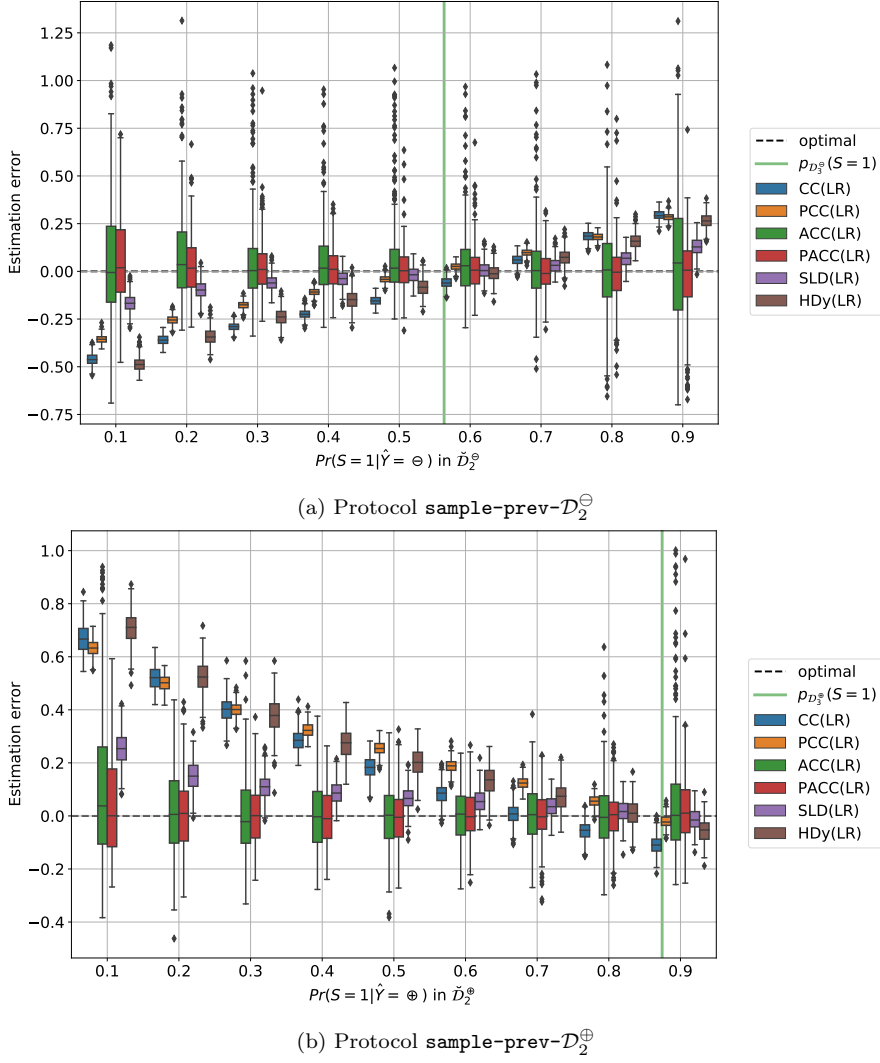 1.25
1.00
0.75
0.50
0.25
0.00
−0.25
−0.50
−0.75
Estimation error
0.1 0.2 0.3 0.4 0.5 0.6 0.7 0.8 0.9
Pr(S = 1|Ŷ = ⊖) in 𝒟̆₂^⊖
optimal
p_{𝒟₃^⊖}(S = 1)
CC(LR)
PCC(LR)
ACC(LR)
PACC(LR)
SLD(LR)
HDy(LR)
(a) Protocol sample-prev-𝒟₂^⊖
1.0
0.8
0.6
0.4
0.2
0.0
−0.2
−0.4
Estimation error
0.1 0.2 0.3 0.4 0.5 0.6 0.7 0.8 0.9
Pr(S = 1|Ŷ = ⊕) in 𝒟̆₂^⊕
optimal
p_{𝒟₃^⊕}(S = 1)
CC(LR)
PCC(LR)
ACC(LR)
PACC(LR)
SLD(LR)
HDy(LR)
(b) Protocol sample-prev-𝒟₂^⊕